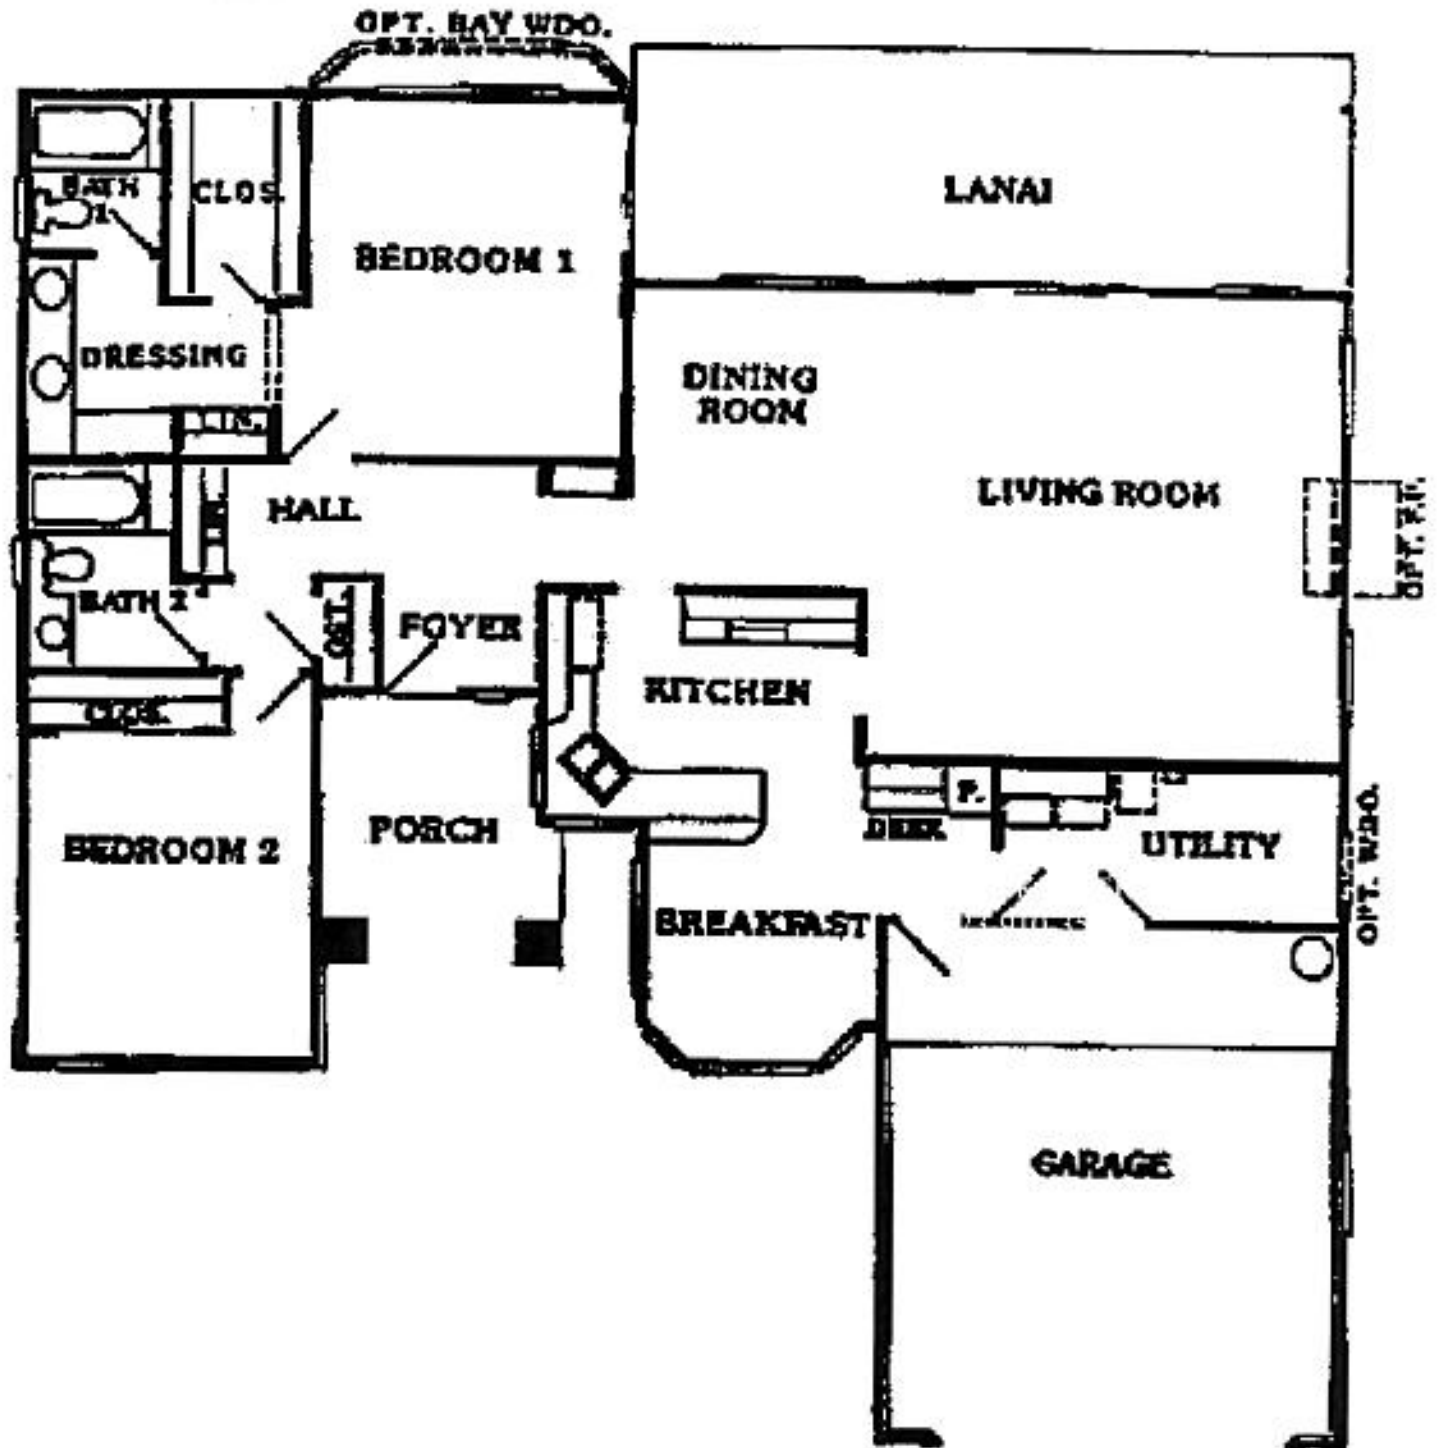 OPT. BAY WDO.
BATH
1
CLOS.
LANAI
BEDROOM 1
DRESSING
LIN.
DINING
ROOM
HALL
LIVING ROOM
OPT. F.P.
BATH 2
FOYER
KITCHEN
CLOS.
P.
DESK
PORCH
BEDROOM 2
UTILITY
OPT. WDO.
BREAKFAST
GARAGE